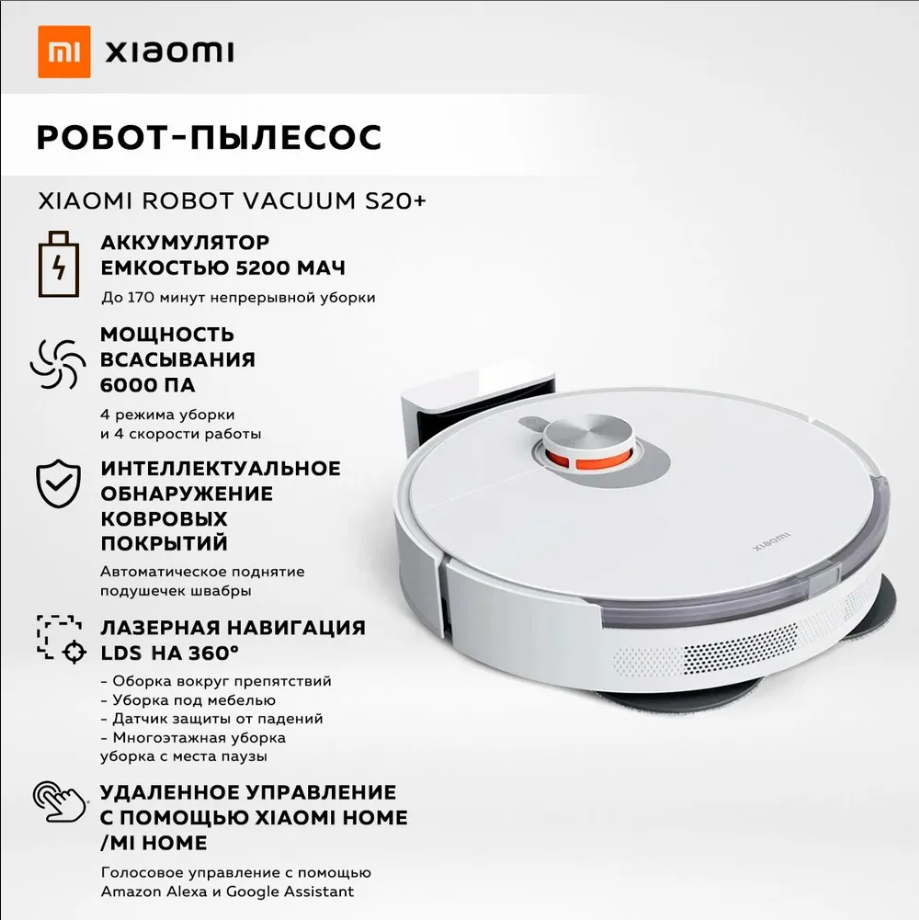 mi xiaomi
РОБОТ-ПЫЛЕСОС
XIAOMI ROBOT VACUUM S20+
АККУМУЛЯТОР
ЕМКОСТЬЮ 5200 МАЧ
До 170 минут непрерывной уборки
МОЩНОСТЬ
ВСАСЫВАНИЯ
6000 ПА
4 режима уборки
и 4 скорости работы
ИНТЕЛЛЕКТУАЛЬНОЕ
ОБНАРУЖЕНИЕ
КОВРОВЫХ
ПОКРЫТИЙ
Автоматическое поднятие
подушечек швабры
ЛАЗЕРНАЯ НАВИГАЦИЯ
LDS НА 360°
- Оборка вокруг препятствий
- Уборка под мебелью
- Датчик защиты от падений
- Многоэтажная уборка
уборка с места паузы
УДАЛЕННОЕ УПРАВЛЕНИЕ
С ПОМОЩЬЮ XIAOMI HOME
/MI HOME
Голосовое управление с помощью
Amazon Alexa и Google Assistant
xiaomi